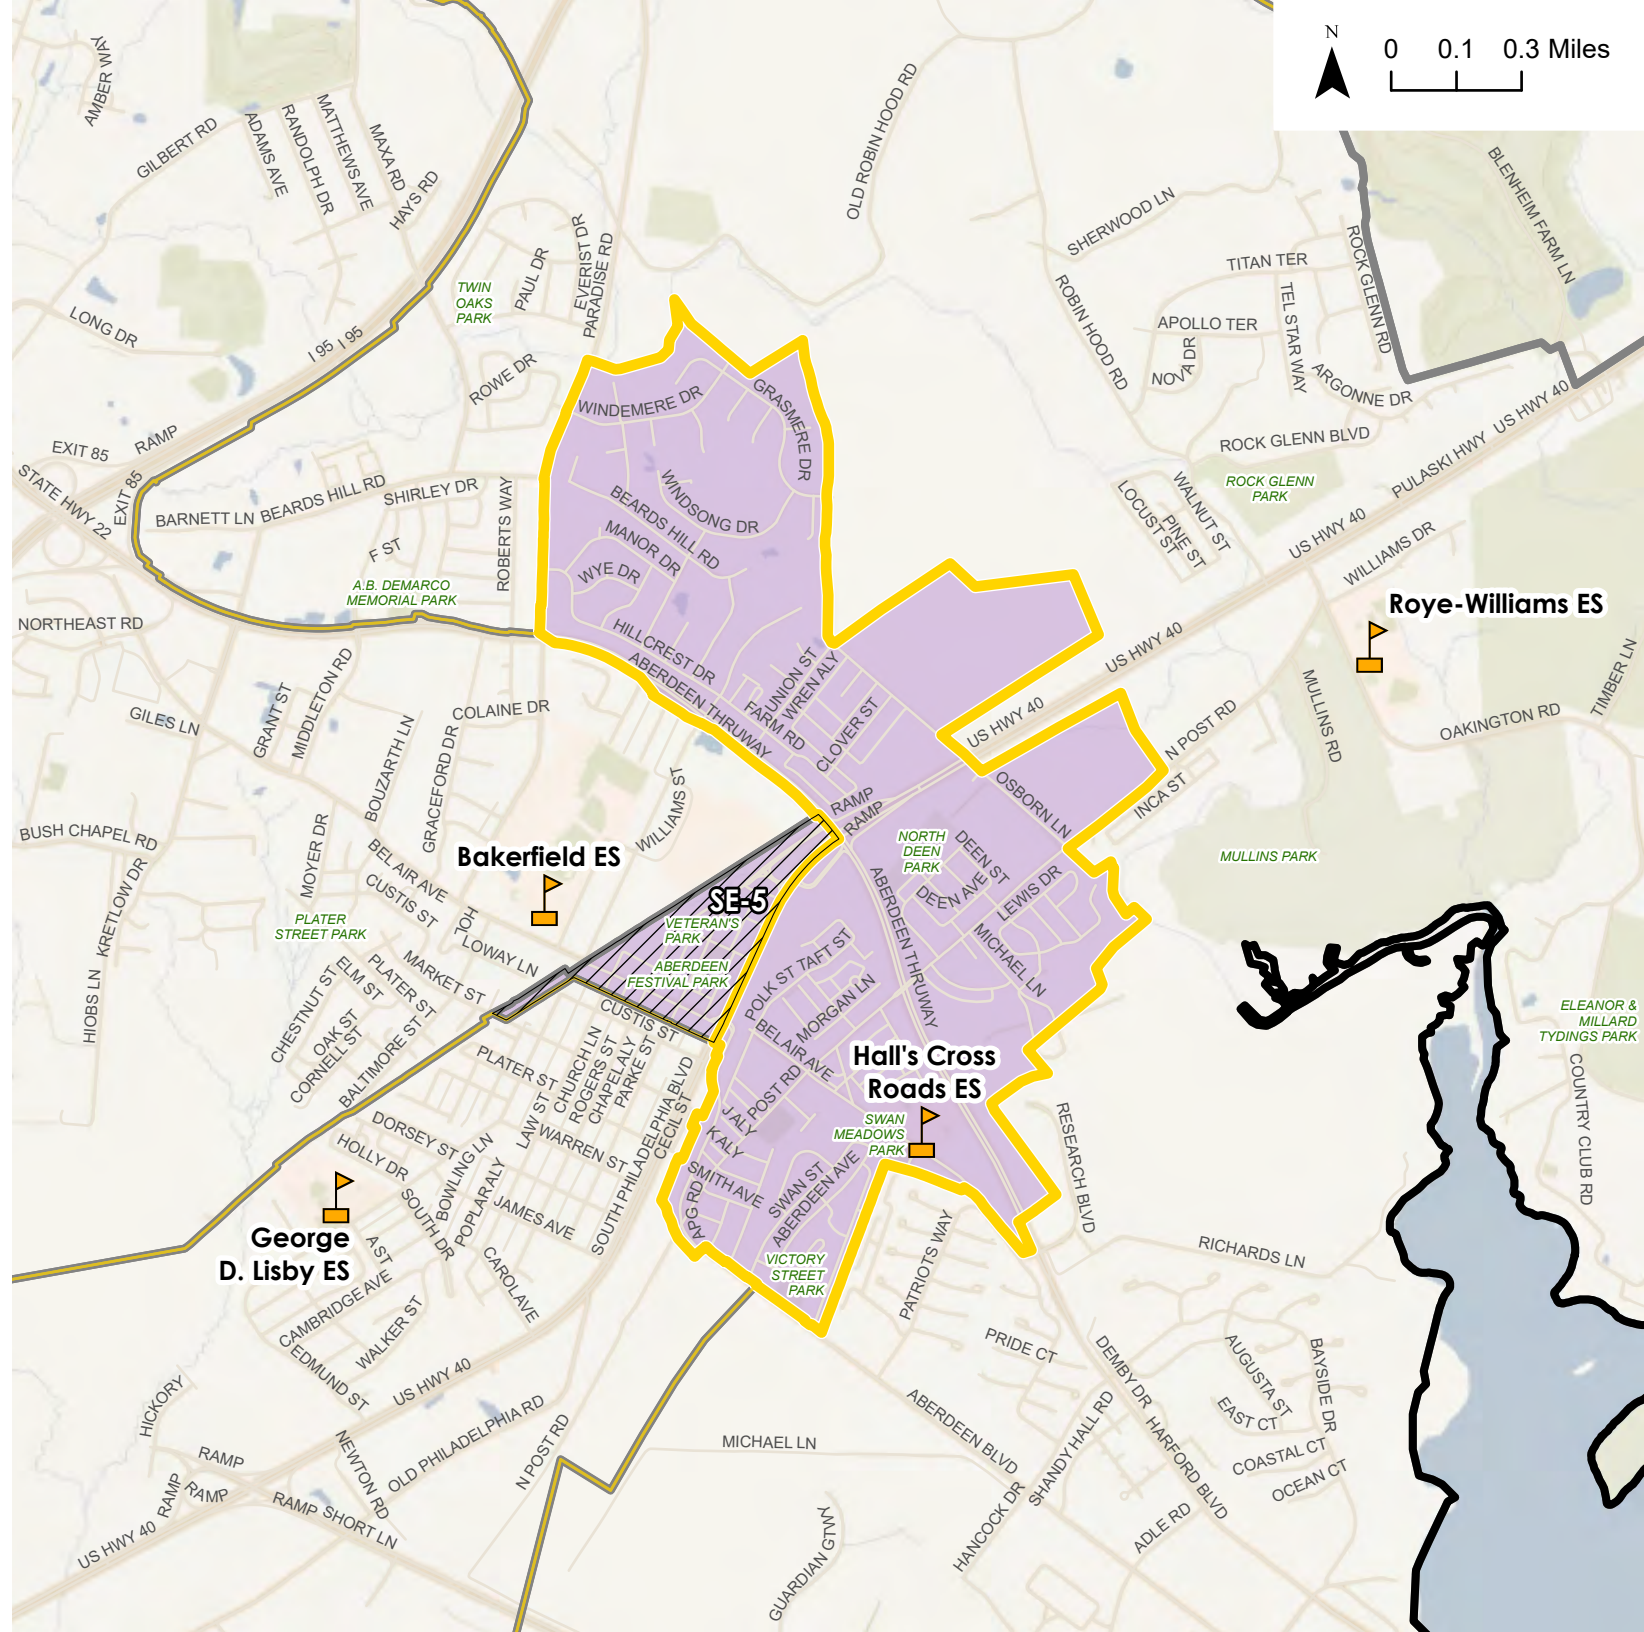 N
0 0.1 0.3 Miles
AMBER WAY
GILBERT RD
ADAMS AVE
RANDOLPH DR
MATTHEWS AVE
MAXA RD
HAYS RD
OLD ROBIN HOOD RD
BLENHEIM FARM LN
SHERWOOD LN
TITAN TER
ROCK GLENN RD
TEL STAR WAY
APOLLO TER
NOVA DR
ROBIN HOOD RD
ARGONNE DR
ROCK GLENN BLVD
PULASKI HWY
US HWY 40
TWIN
OAKS
PARK
PAUL DR
EVERIST DR
PARADISE RD
LONG DR
I 95
I 95
ROWE DR
WINDEMERE DR
GRASMERE DR
EXIT 85
RAMP
STATE HWY 22
EXIT 85
BARNETT LN
BEARDS HILL RD
SHIRLEY DR
ROBERTS WAY
F ST
A.B. DEMARCO
MEMORIAL PARK
WINDSONG DR
BEARDS HILL RD
MANOR DR
WYE DR
ROCK GLENN
PARK
WALNUT ST
LOCUST ST
PINE ST
US HWY 40
WILLIAMS DR
Roye-Williams ES
NORTHEAST RD
HILLCREST DR
ABERDEEN THRUWAY
UNION ST
WREN ALY
FARM RD
CLOVER ST
US HWY 40
US HWY 40
N POST RD
MULLINS RD
TIMBER LN
OAKINGTON RD
GILES LN
GRANT ST
MIDDLETON RD
BOUZARTH LN
COLAINE DR
GRACEFORD DR
WILLIAMS ST
RAMP
RAMP
OSBORN LN
INCA ST
BUSH CHAPEL RD
KRETLOW DR
HIOBBS LN
MOYER DR
BELAIR AVE
CUSTIS ST
Bakerfield ES
SE-5
VETERAN'S
PARK
ABERDEEN
FESTIVAL PARK
NORTH
DEEN
PARK
DEEN ST
DEEN AVE
LEWIS DR
MICHAEL LN
ABERDEEN THRUWAY
MULLINS PARK
PLATER
STREET PARK
HOLLOWAY LN
MARKET ST
PLATER ST
ELM ST
CHESTNUT ST
OAK ST
CORNELL ST
BALTIMORE ST
CUSTIS ST
POLK ST
TAFT ST
MORGAN LN
BELAIR AVE
ELEANOR &
MILLARD
TYDINGS PARK
COUNTRY CLUB RD
PLATER ST
CHURCH LN
ROGERS ST
CHAPEL ALY
PARKE ST
LAW ST
WARREN ST
SOUTH PHILADELPHIA BLVD
CECIL ST
POST RD
J ALY
K ALY
SMITH AVE
APG RD
SWAN ST
ABERDEEN AVE
Hall's Cross
Roads ES
SWAN
MEADOWS
PARK
RESEARCH BLVD
DORSEY ST
HOLLY DR
BOWLING LN
SOUTH DR
POPLAR ALY
JAMES AVE
George
D. Lisby ES
A ST
CAMBRIDGE AVE
WALKER ST
CAROL AVE
EDMUND ST
VICTORY
STREET
PARK
PATRIOTS WAY
RICHARDS LN
PRIDE CT
DEMBY DR
AUGUSTA ST
BAYSIDE DR
EAST CT
COASTAL CT
OCEAN CT
HARFORD BLVD
SHANDY HALL RD
HANCOCK DR
ADLE RD
ABERDEEN BLVD
MICHAEL LN
GUARDIAN GTWY
US HWY 40
HICKORY
OLD PHILADELPHIA RD
N POST RD
NEWTON RD
RAMP
RAMP
RAMP
RAMP
SHORT LN
US HWY 40